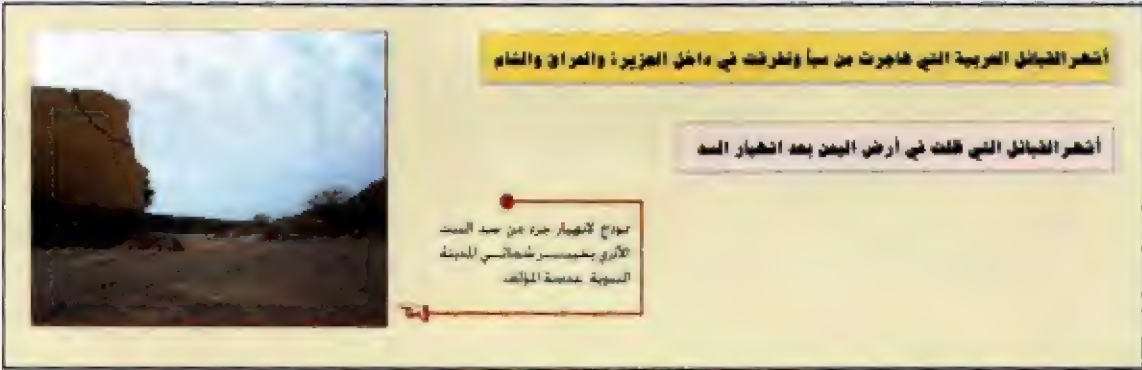 أشهر القبائل العربية التي هاجرت من سبأ وتفرقت في داخل الجزيرة والعراق والشام
أشهر القبائل التي ظلت في أرض اليمن بعد انهيار السد
نموذج لانهيار جزء من سد البنت
الأثري بخيبر شمالي المدينة
النبوية عدسة المؤلف